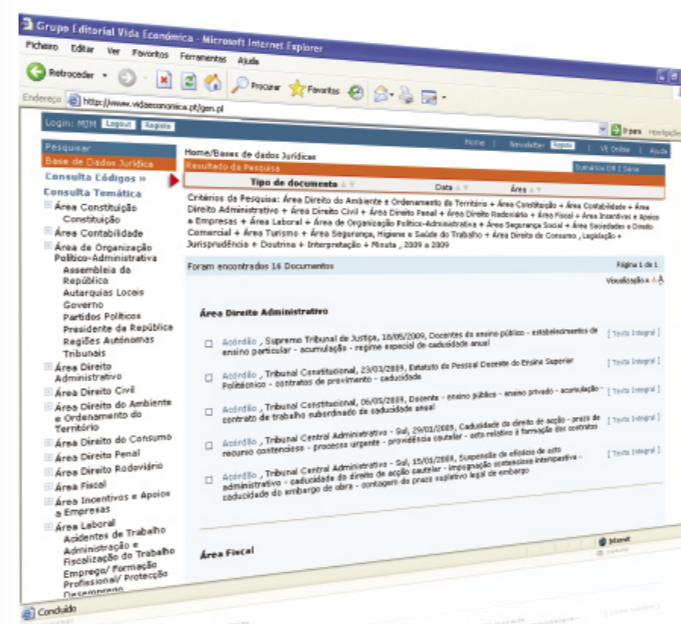 Grupo Editorial Vida Económica - Microsoft Internet Explorer
Ficheiro Editar Ver Favoritos Ferramentas Ajuda
Retroceder Procurar Favoritos
Endereço http://www.vidaeconomica.pt/gen.pl Ir para
Login: MJM Logout Registo
Home | Newsletter Registo | VE Online | Ajuda
Pesquisar
Base de Dados Jurídica
Consulta Códigos »
Consulta Temática
Área Constituição
Constituição
Área Contabilidade
Área de Organização
Político-Administrativa
Assembleia da
República
Autarquias Locais
Governo
Partidos Políticos
Presidente da República
Regiões Autónomas
Tribunais
Área Direito
Administrativo
Área Direito Civil
Área Direito do Ambiente
e Ordenamento do
Território
Área Direito do Consumo
Área Direito Penal
Área Direito Rodoviário
Área Fiscal
Área Incentivos e Apoios
a Empresas
Área Laboral
Acidentes de Trabalho
Administração e
Fiscalização do Trabalho
Emprego/ Formação
Profissional/ Protecção
Desemprego
Home/Bases de dados Jurídicas
Resultado da Pesquisa Sumários DR I Série
Tipo de documento Data Área
Critérios da Pesquisa: Área Direito do Ambiente e Ordenamento do Território + Área Constituição + Área Contabilidade + Área
Direito Administrativo + Área Direito Civil + Área Direito Penal + Área Direito Rodoviário + Área Fiscal + Área Incentivos e Apoios
a Empresas + Área Laboral + Área de Organização Político-Administrativa + Área Segurança Social + Área Sociedades e Direito
Comercial + Área Turismo + Área Segurança, Higiene e Saúde do Trabalho + Área Direito do Consumo , Legislação +
Jurisprudência + Doutrina + Interpretação + Minuta , 2009 a 2009
Foram encontrados 16 Documentos Página 1 de 1
Visualização
Área Direito Administrativo
Acórdão , Supremo Tribunal de Justiça, 18/05/2009, Docentes do ensino público - estabelecimentos de [ Texto Integral ]
ensino particular - acumulação - regime especial de caducidade anual
Acórdão , Tribunal Constitucional, 23/03/2009, Estatuto do Pessoal Docente do Ensino Superior [ Texto Integral ]
Politécnico - contratos de provimento - caducidade
Acórdão , Tribunal Constitucional, 06/05/2009, Docente - ensino público - ensino privado - acumulação - [ Texto Integral ]
contrato de trabalho subordinado de caducidade anual
Acórdão , Tribunal Central Administrativo - Sul, 29/01/2009, Caducidade do direito de acção - prazo de [ Texto Integral ]
recurso contencioso - processo urgente - providência cautelar - acto relativo à formação dos contratos
Acórdão , Tribunal Central Administrativo - Sul, 15/01/2009, Suspensão de eficácia de acto [ Texto Integral ]
administrativo - caducidade do direito de acção cautelar - impugnação contenciosa intempestiva -
caducidade do embargo de obra - contagem do prazo supletivo legal de embargo
Área Fiscal
Concluído Internet